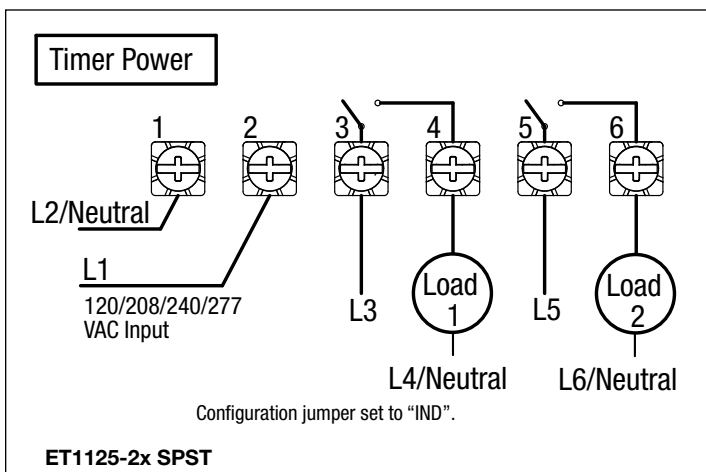 Timer Power
1 2 3 4 5 6
L2/Neutral
L1
120/208/240/277
VAC Input
L3
Load
1
L5
Load
2
L4/Neutral
L6/Neutral
Configuration jumper set to “IND”.
ET1125-2x SPST